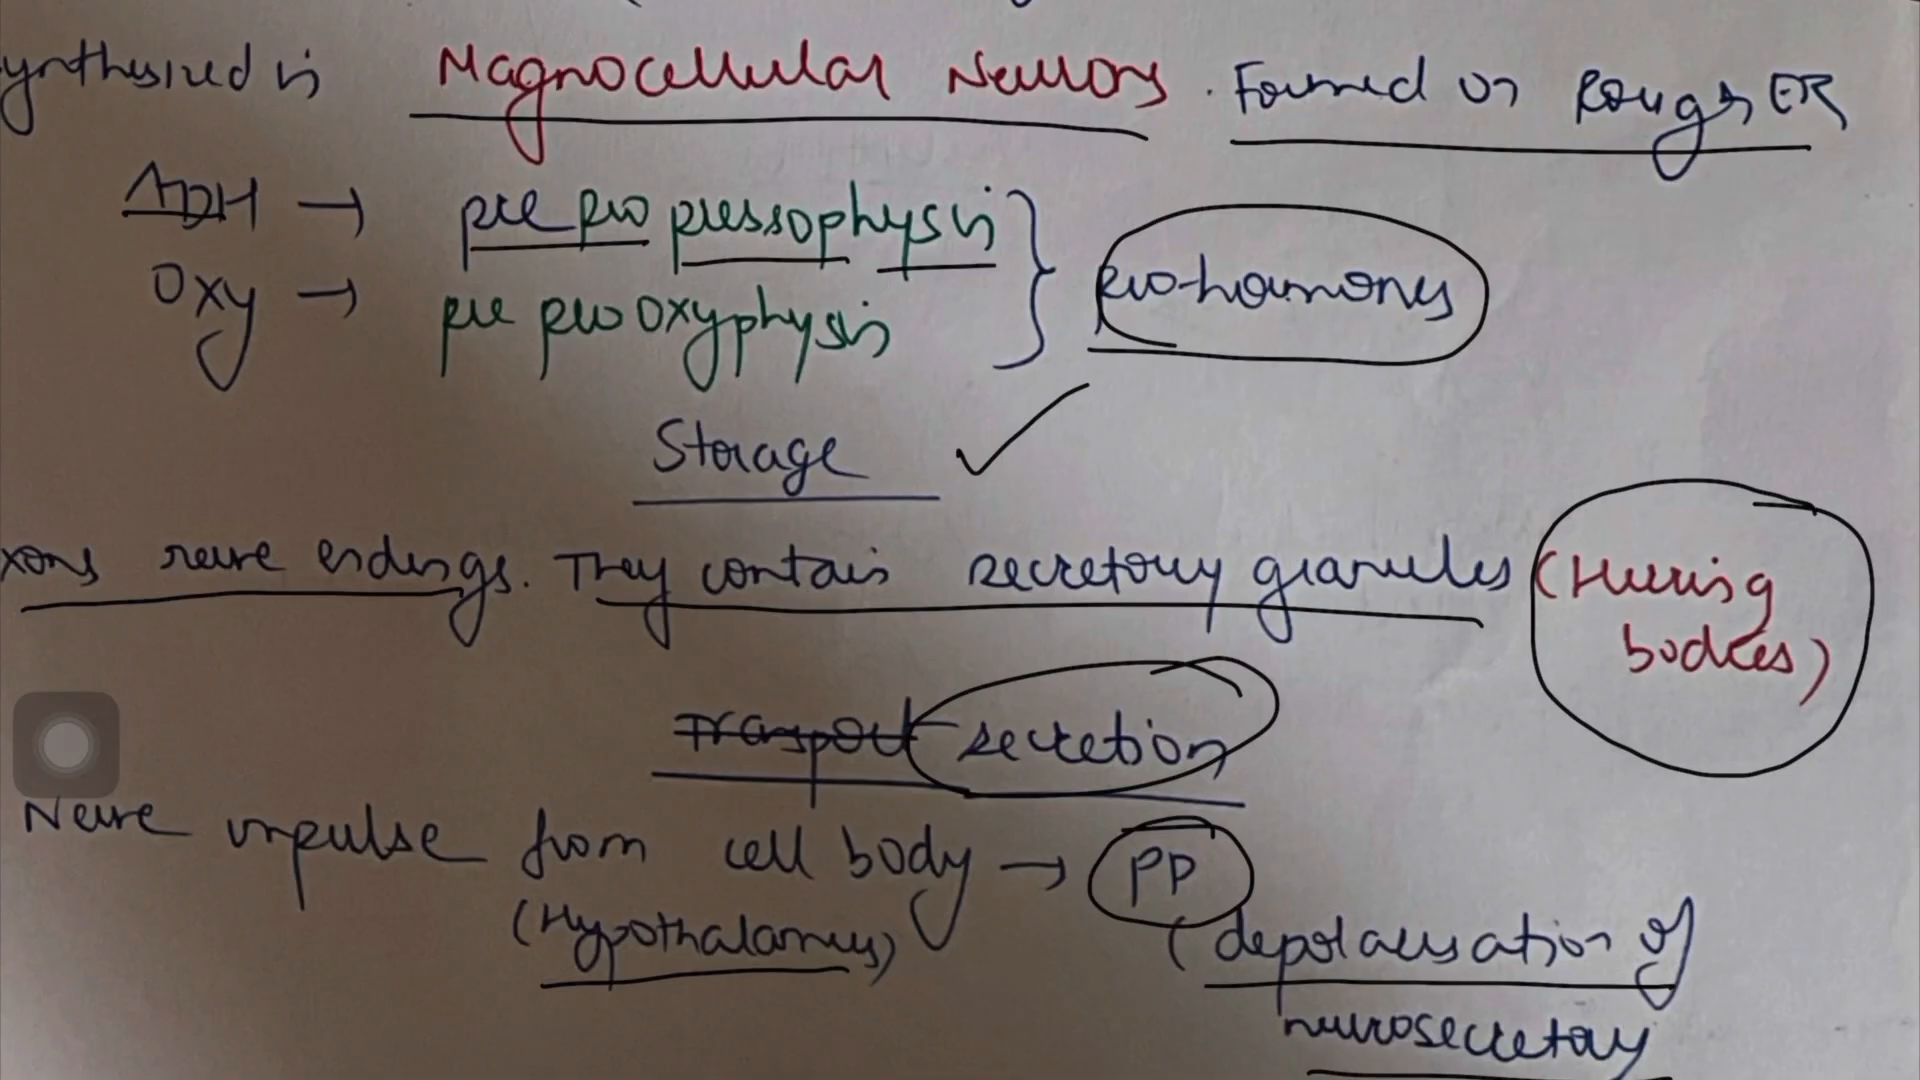 ynthesized in Magnocellular Neurons. Formed in Rough ER
ADH → pre pro pressophysin
Oxy → pre pro oxyphysin
pro-hormones
Storage
xons nerve endings. They contain secretory granules (Herring
bodies)
Transport secretion
Nerve impulse from cell body → PP
(Hypothalamus) (depolarisation of
neurosecretory